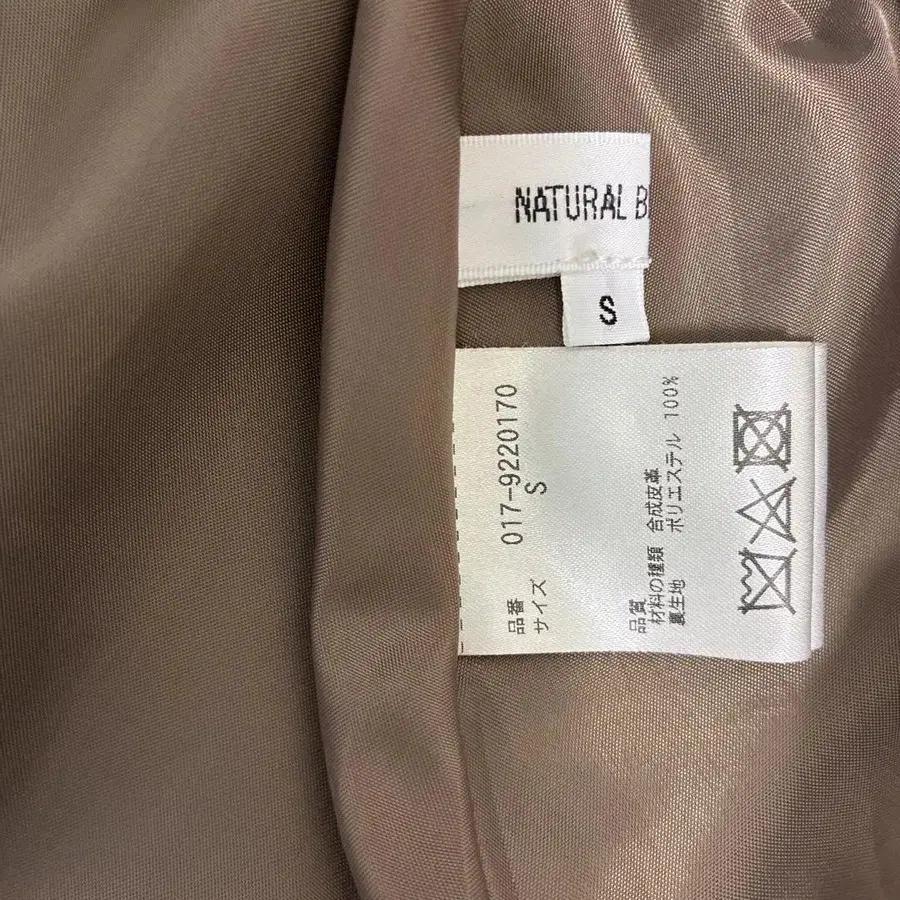 NATURAL B
S
品番 017-9220170
サイズ S
品質
材料の種類 合成皮革
裏生地 ポリエステル 100%